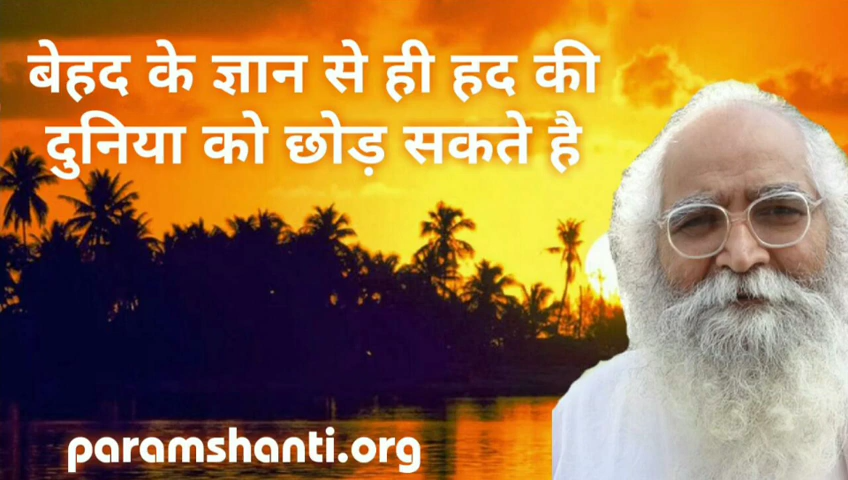 बेहद के ज्ञान से ही हद की
दुनिया को छोड़ सकते है
paramshanti.org